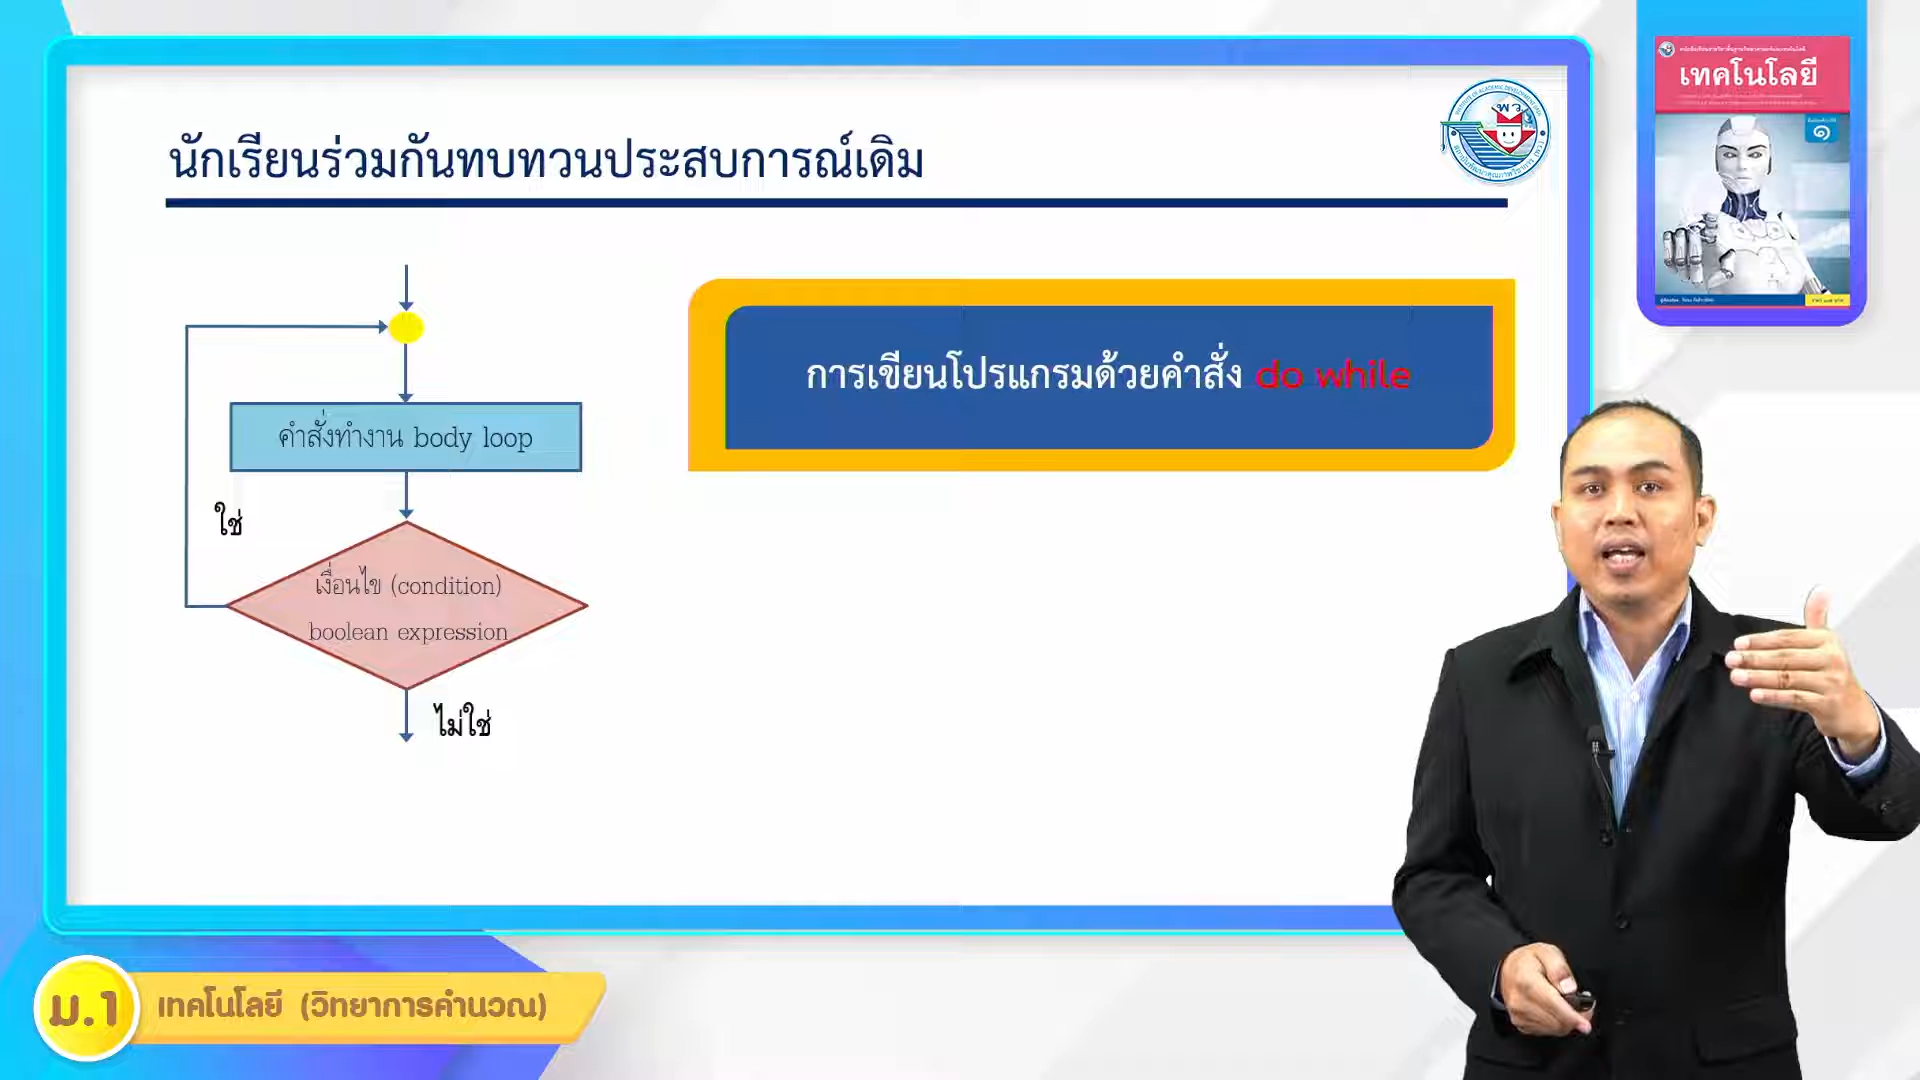 นักเรียนร่วมกันทบทวนประสบการณ์เดิม
คำสั่งทำงาน body loop
ใช่
เงื่อนไข (condition)
boolean expression
ไม่ใช่
การเขียนโปรแกรมด้วยคำสั่ง do while
เทคโนโลยี
๑
ม.1
เทคโนโลยี (วิทยาการคำนวณ)